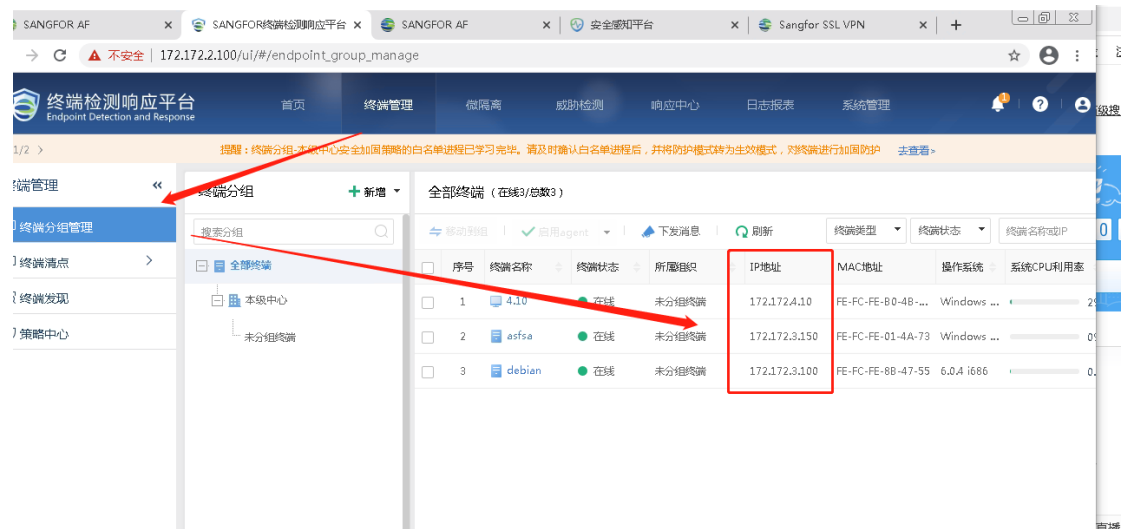 SANGFOR AF
SANGFOR终端检测响应平台
SANGFOR AF
安全感知平台
Sangfor SSL VPN
不安全 172.172.2.100/ui/#/endpoint_group_manage
终端检测响应平台
Endpoint Detection and Response
首页 终端管理 微隔离 威胁检测 响应中心 日志报表 系统管理
级搜
1/2 >
提醒：终端分组-本级中心安全加固策略的白名单进程已学习完毕。请及时确认白名单进程后，并将防护模式转为生效模式，对终端进行加固防护 去查看>
端管理 «
终端分组 + 新增
全部终端（在线3/总数3）
终端分组管理
搜索分组
移动到组 启用agent 下发消息 刷新 终端类型 终端状态 终端名称或IP
0
终端清点 >
全部终端
序号 终端名称 终端状态 所属组织 IP地址 MAC地址 操作系统 系统CPU利用率
终端发现
本级中心
1 4.10 在线 未分组终端 172.172.4.10 FE-FC-FE-B0-4B-... Windows ...
策略中心
未分组终端
2 asfsa 在线 未分组终端 172.172.3.150 FE-FC-FE-01-4A-73 Windows ...
3 debian 在线 未分组终端 172.172.3.100 FE-FC-FE-8B-47-55 6.0.4 i686 0.
直播